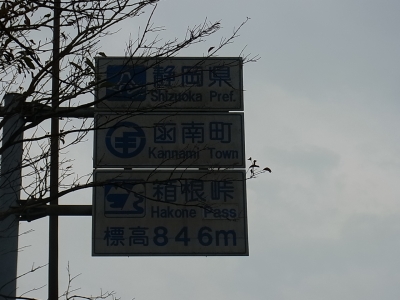 静岡県
Shizuoka Pref.
函南町
Kannami Town
箱根峠
Hakone Pass
標高846m